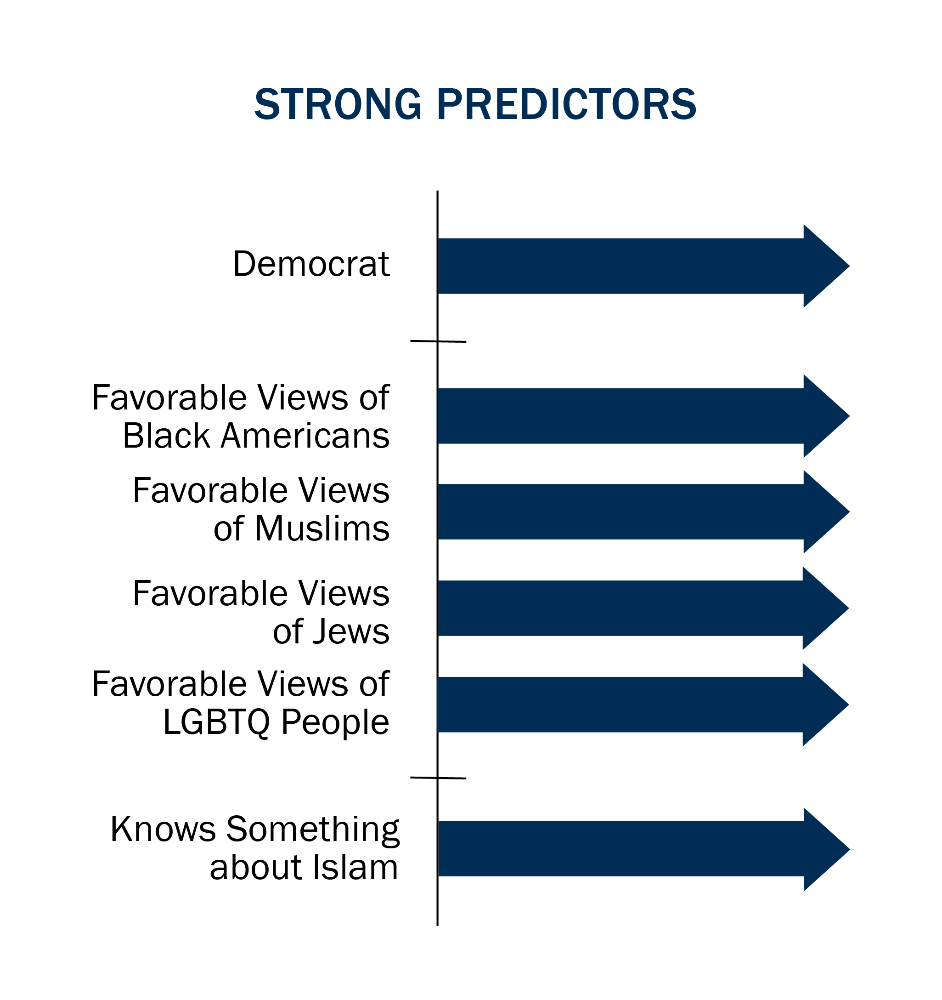 STRONG PREDICTORS
Democrat
Favorable Views of
Black Americans
Favorable Views
of Muslims
Favorable Views
of Jews
Favorable Views of
LGBTQ People
Knows Something
about Islam